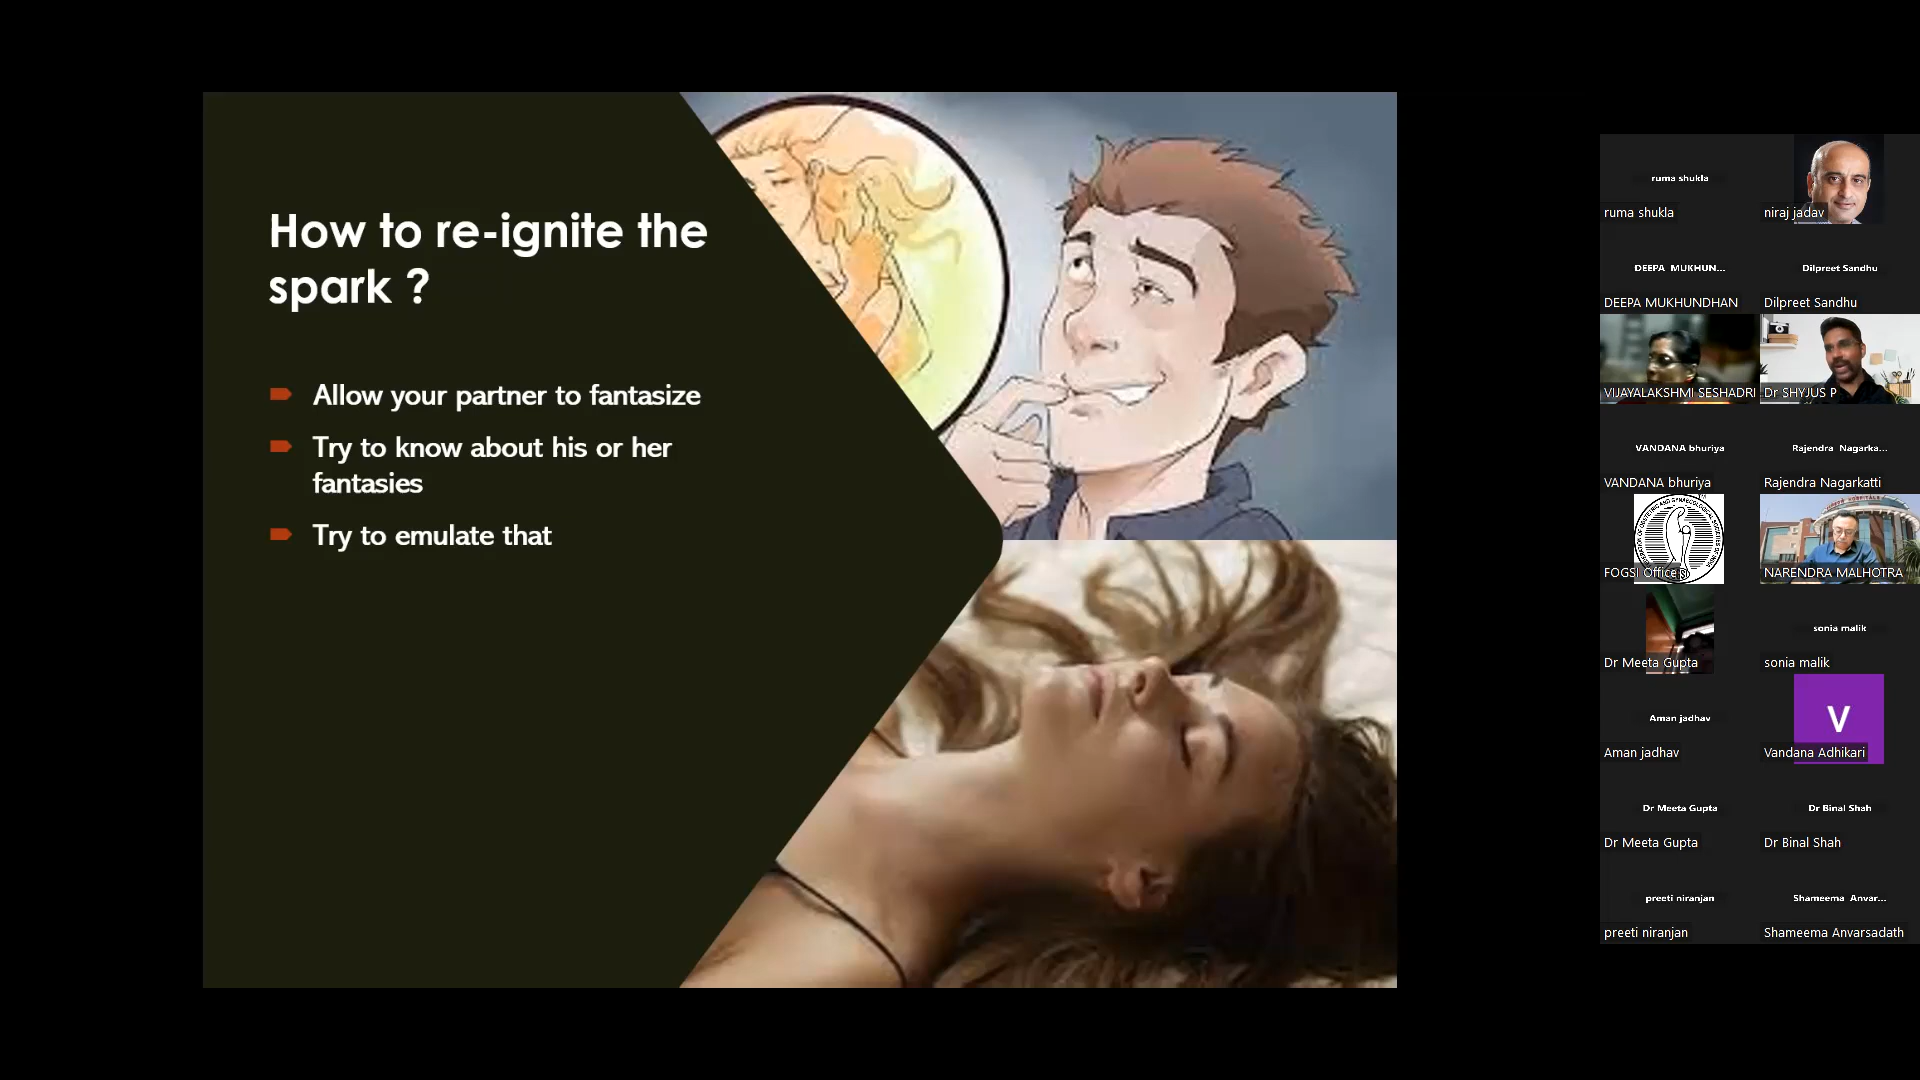 How to re-ignite the
spark ?
Allow your partner to fantasize
Try to know about his or her
fantasies
Try to emulate that
ruma shukla
ruma shukla
niraj jadav
DEEPA MUKHUN...
DEEPA MUKHUNDHAN
Dilpreet Sandhu
Dilpreet Sandhu
VIJAYALAKSHMI SESHADRI
Dr SHYJUS P
VANDANA bhuriya
VANDANA bhuriya
Rajendra Nagarka...
Rajendra Nagarkatti
FOGSI Office
NARENDRA MALHOTRA
Dr Meeta Gupta
sonia malik
sonia malik
Aman jadhav
Aman jadhav
V
Vandana Adhikari
Dr Meeta Gupta
Dr Meeta Gupta
Dr Binal Shah
Dr Binal Shah
preeti niranjan
preeti niranjan
Shameema Anvar...
Shameema Anvarsadath